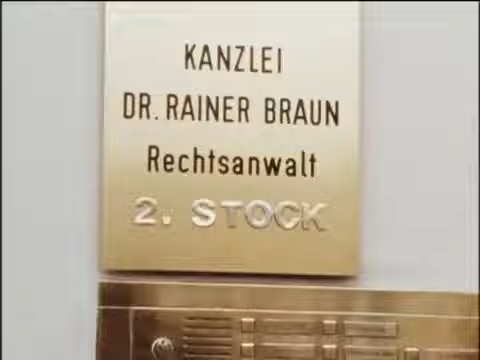 KANZLEI
DR. RAINER BRAUN
Rechtsanwalt
2. STOCK